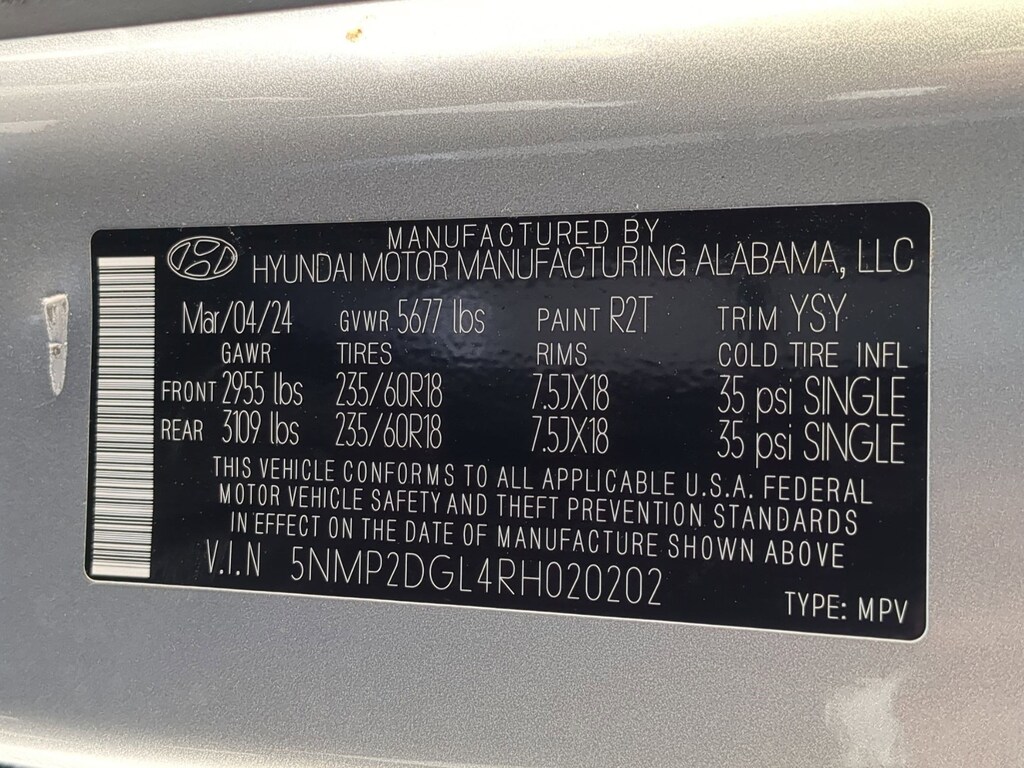 MANUFACTURED BY
HYUNDAI MOTOR MANUFACTURING ALABAMA, LLC
Mar/04/24 GVWR 5677 lbs PAINT R2T TRIM YSY
GAWR TIRES RIMS COLD TIRE INFL
FRONT 2955 lbs 235/60R18 7.5JX18 35 psi SINGLE
REAR 3109 lbs 235/60R18 7.5JX18 35 psi SINGLE
THIS VEHICLE CONFORMS TO ALL APPLICABLE U.S.A. FEDERAL
MOTOR VEHICLE SAFETY AND THEFT PREVENTION STANDARDS
IN EFFECT ON THE DATE OF MANUFACTURE SHOWN ABOVE
V.I.N 5NMP2DGL4RH020202
TYPE: MPV